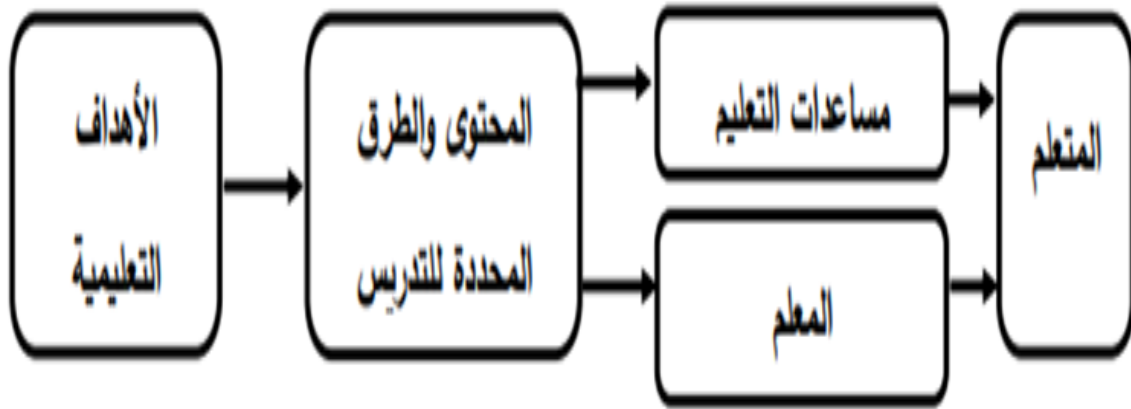 الأهداف
التعليمية
المحتوى والطرق
المحددة للتدريس
مساعدات التعليم
المعلم
المتعلم